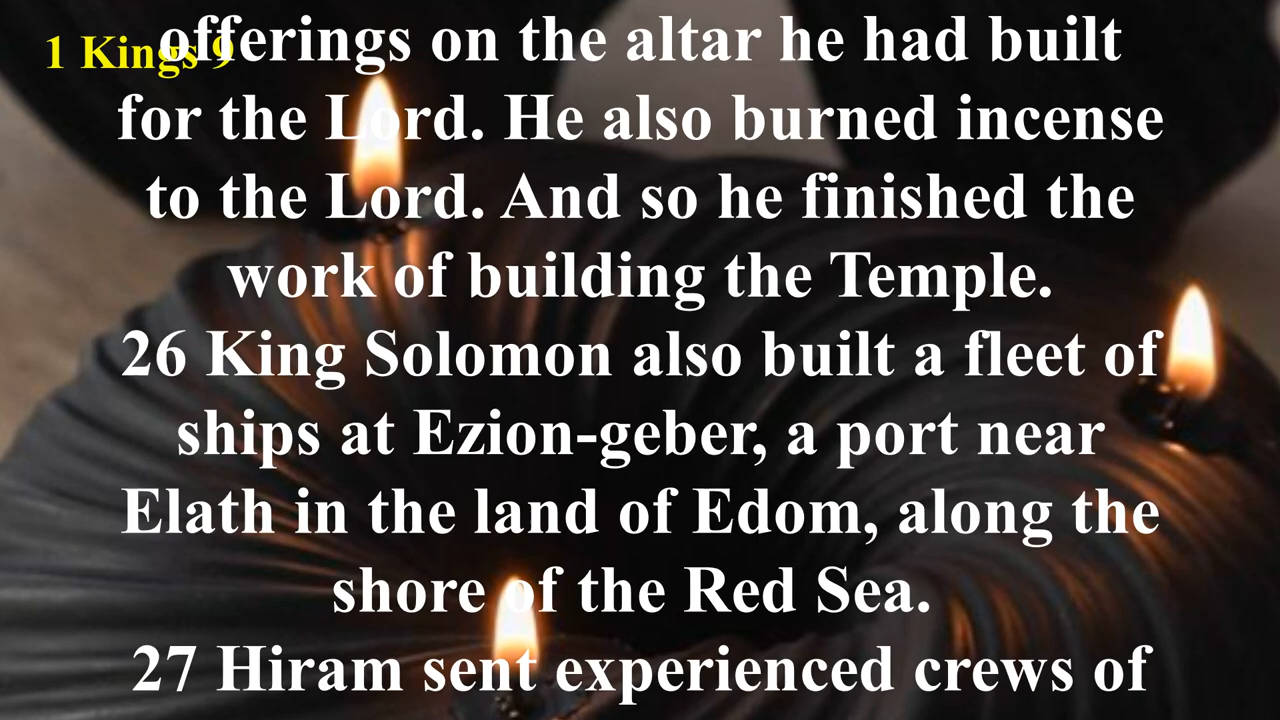 1 Kings 9
offerings on the altar he had built
for the Lord. He also burned incense
to the Lord. And so he finished the
work of building the Temple.
26 King Solomon also built a fleet of
ships at Ezion-geber, a port near
Elath in the land of Edom, along the
shore of the Red Sea.
27 Hiram sent experienced crews of